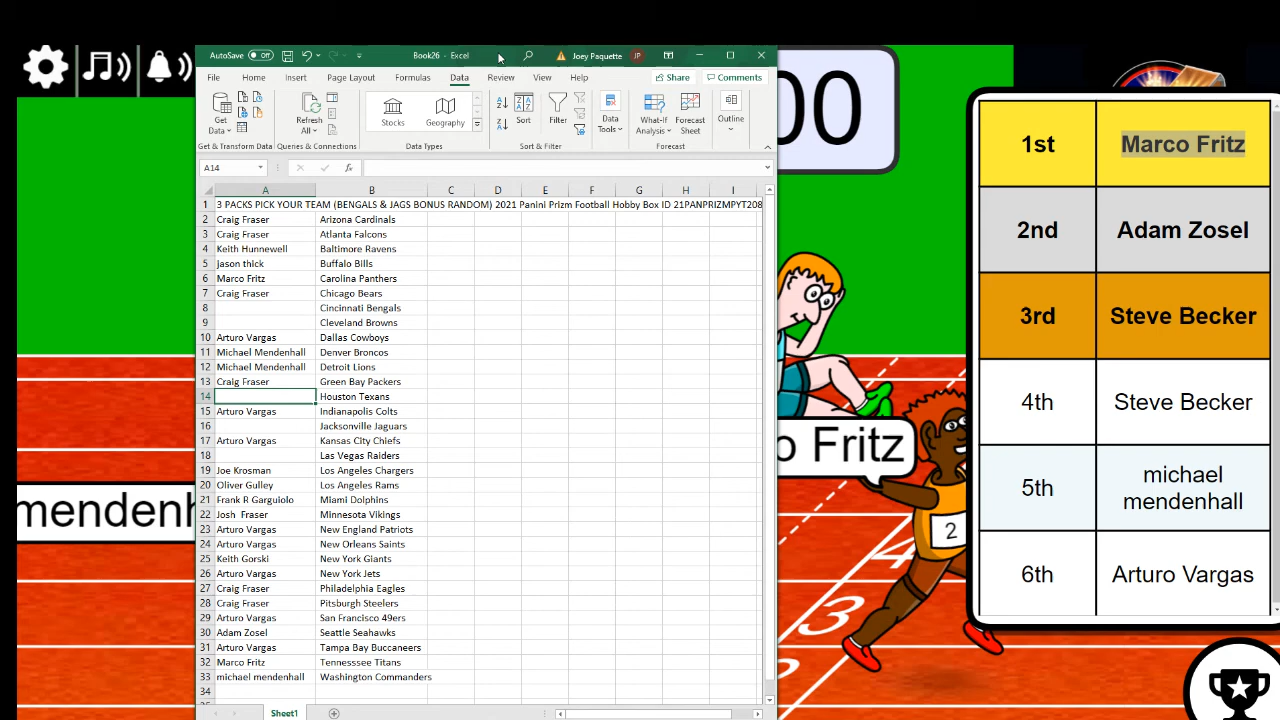 AutoSave Off
Book26 - Excel
Joey Paquette
JP
File Home Insert Page Layout Formulas Data Review View Help Share Comments
Get Data
Refresh All
Stocks
Geography
Sort
Filter
Data Tools
What-If Analysis
Forecast Sheet
Outline
Get & Transform Data
Queries & Connections
Data Types
Sort & Filter
Forecast
A14
fx
A B C D E F G H I
1 3 PACKS PICK YOUR TEAM (BENGALS & JAGS BONUS RANDOM) 2021 Panini Prizm Football Hobby Box ID 21PANPRIZMPYT208
2 Craig Fraser Arizona Cardinals
3 Craig Fraser Atlanta Falcons
4 Keith Hunnewell Baltimore Ravens
5 jason thick Buffalo Bills
6 Marco Fritz Carolina Panthers
7 Craig Fraser Chicago Bears
8 Cincinnati Bengals
9 Cleveland Browns
10 Arturo Vargas Dallas Cowboys
11 Michael Mendenhall Denver Broncos
12 Michael Mendenhall Detroit Lions
13 Craig Fraser Green Bay Packers
14 Houston Texans
15 Arturo Vargas Indianapolis Colts
16 Jacksonville Jaguars
17 Arturo Vargas Kansas City Chiefs
18 Las Vegas Raiders
19 Joe Krosman Los Angeles Chargers
20 Oliver Gulley Los Angeles Rams
21 Frank R Garguiolo Miami Dolphins
22 Josh Fraser Minnesota Vikings
23 Arturo Vargas New England Patriots
24 Arturo Vargas New Orleans Saints
25 Keith Gorski New York Giants
26 Arturo Vargas New York Jets
27 Craig Fraser Philadelphia Eagles
28 Craig Fraser Pitsburgh Steelers
29 Arturo Vargas San Francisco 49ers
30 Adam Zosel Seattle Seahawks
31 Arturo Vargas Tampa Bay Buccaneers
32 Marco Fritz Tennesssee Titans
33 michael mendenhall Washington Commanders
34
Sheet1
00
mendenh
o Fritz
2
4
3
1st Marco Fritz
2nd Adam Zosel
3rd Steve Becker
4th Steve Becker
5th michael
mendenhall
6th Arturo Vargas